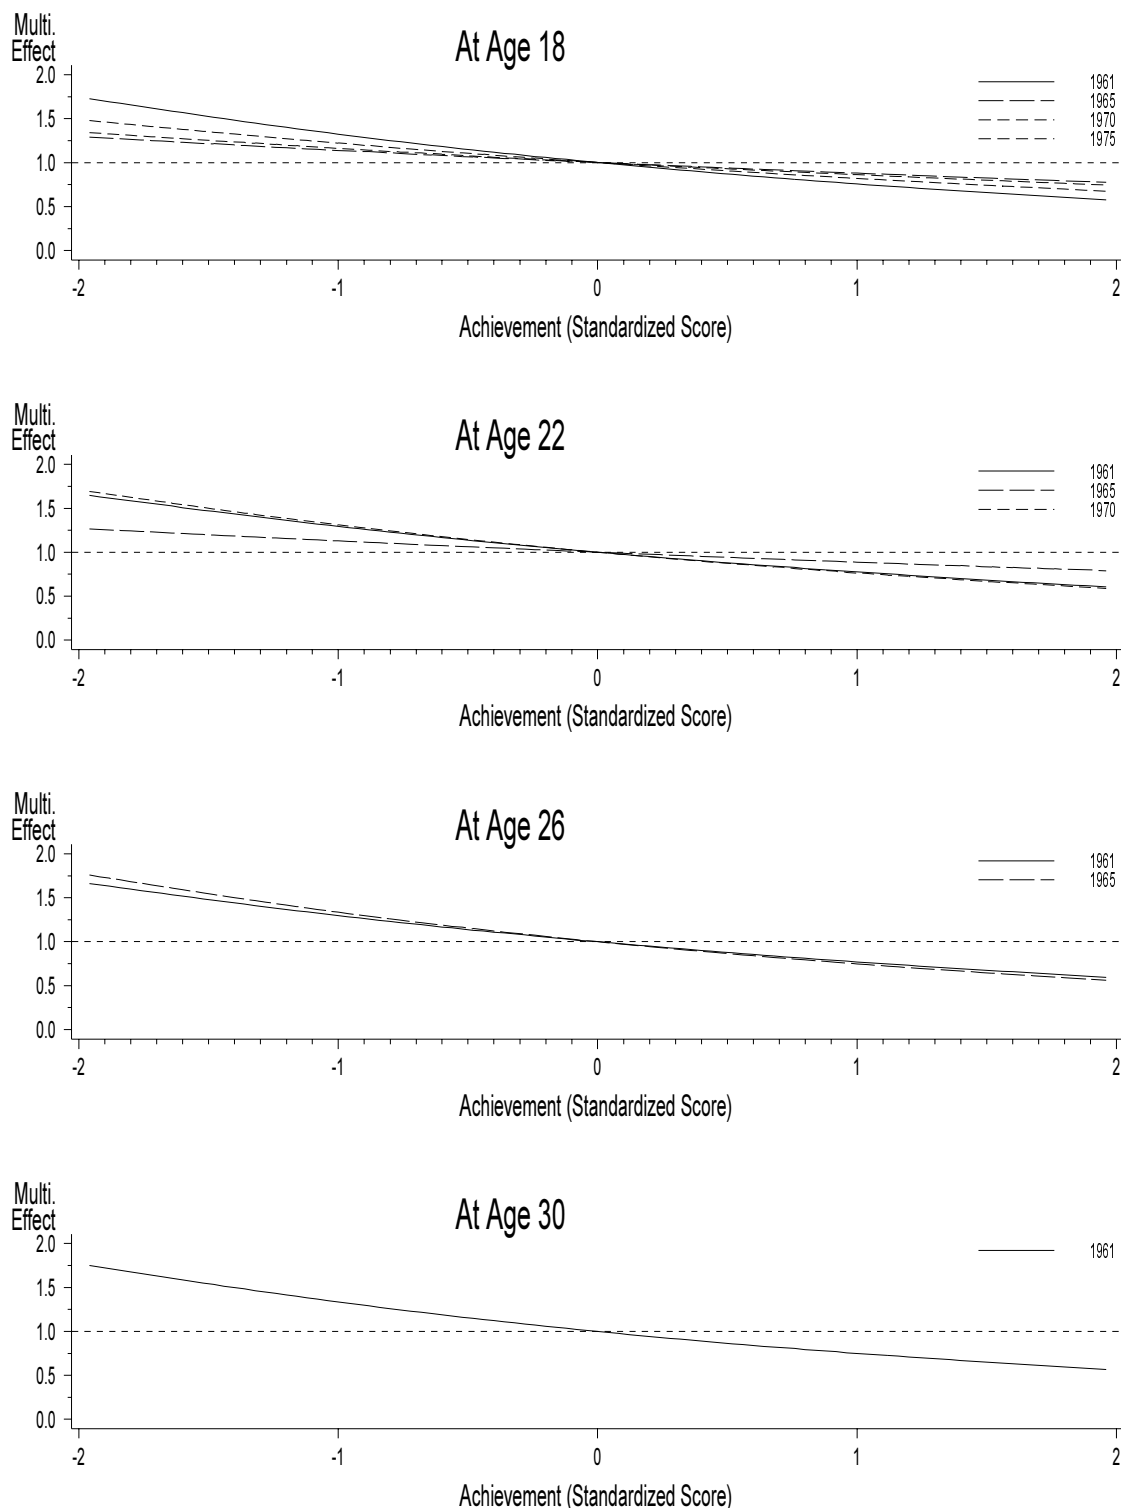 Multi.
Effect
At Age 18
2.0
1.5
1.0
0.5
0.0
1961
1965
1970
1975
-2 -1 0 1 2
Achievement (Standardized Score)
Multi.
Effect
At Age 22
2.0
1.5
1.0
0.5
0.0
1961
1965
1970
-2 -1 0 1 2
Achievement (Standardized Score)
Multi.
Effect
At Age 26
2.0
1.5
1.0
0.5
0.0
1961
1965
-2 -1 0 1 2
Achievement (Standardized Score)
Multi.
Effect
At Age 30
2.0
1.5
1.0
0.5
0.0
1961
-2 -1 0 1 2
Achievement (Standardized Score)